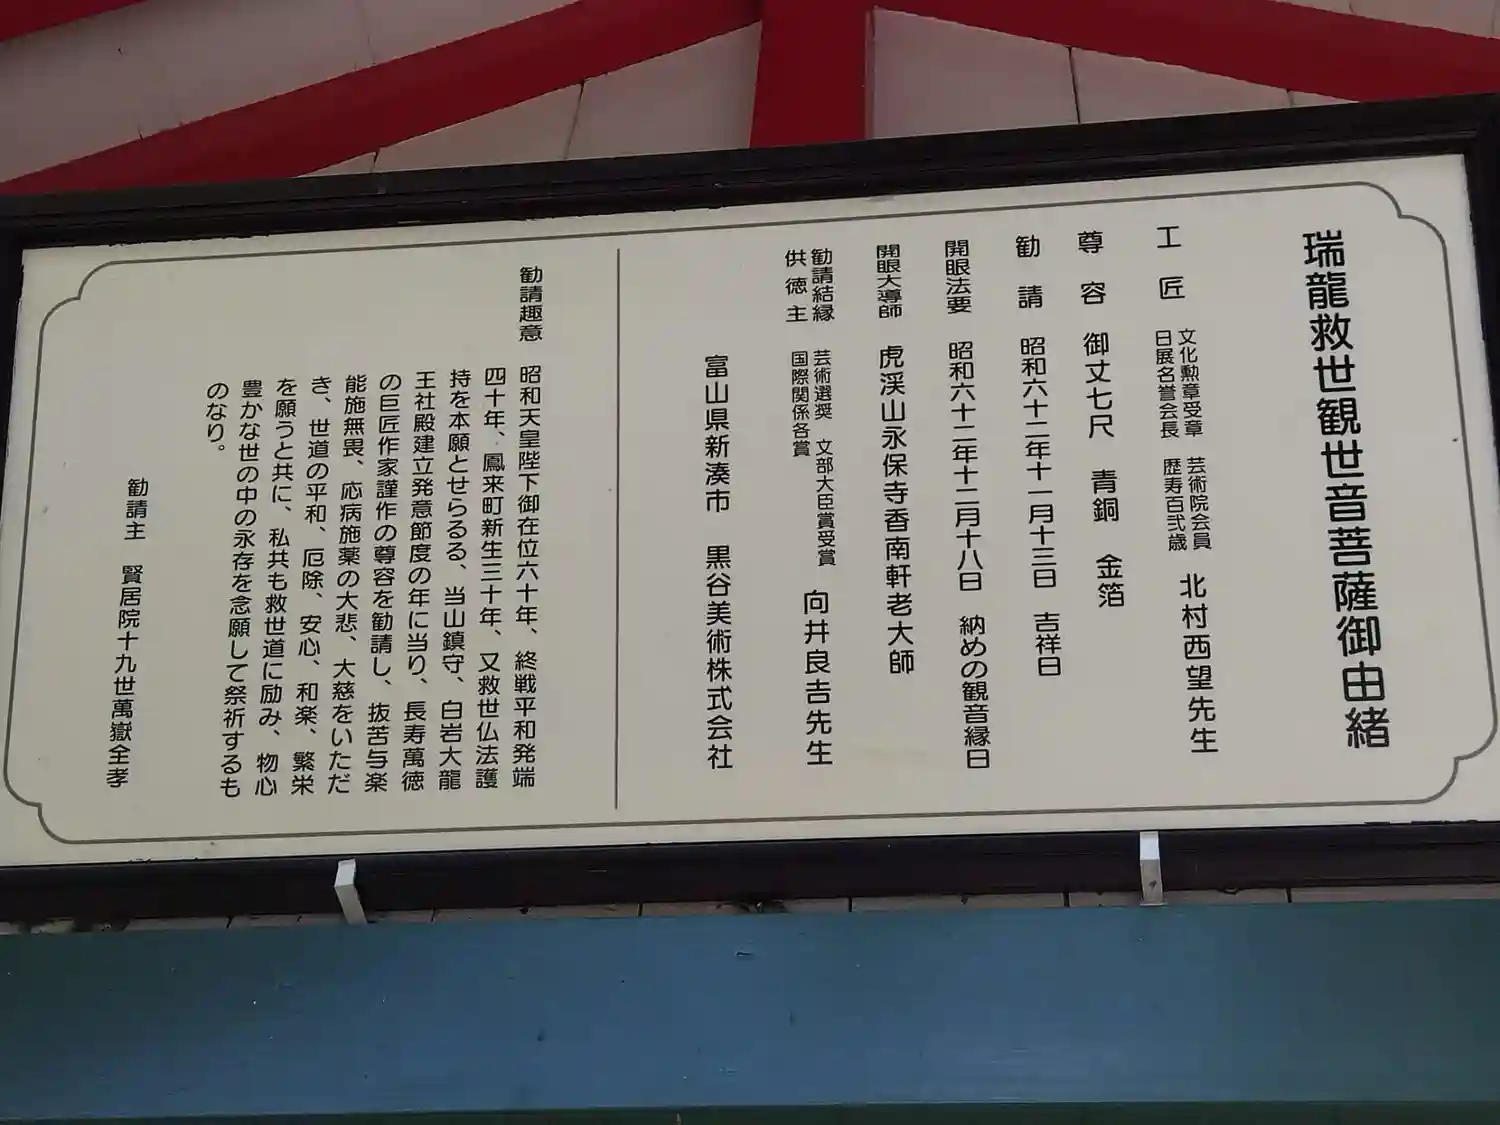 瑞龍救世観世音菩薩御由緒
工匠 文化勲章受章 芸術院会員
日展名誉会長 歴寿百弐歳 北村西望先生
尊容 御丈七尺 青銅 金箔
勧請 昭和六十二年十一月十三日 吉祥日
開眼法要 昭和六十二年十二月十八日 納めの観音縁日
開眼大導師 虎渓山永保寺香南軒老大師
勧請結縁 芸術選奨 文部大臣賞受賞
供徳主 国際関係各賞 向井良吉先生
富山県新湊市 黒谷美術株式会社
勧請趣意 昭和天皇陛下御在位六十年、終戦平和発端
四十年、鳳来町新生三十年、又救世仏法護
持を本願とせらるる、当山鎮守、白岩大龍
王社殿建立発意節度の年に当り、長寿萬徳
の巨匠作家謹作の尊容を勧請し、抜苦与楽
能施無畏、応病施薬の大悲、大慈をいただ
き、世道の平和、厄除、安心、和楽、繁栄
を願うと共に、私共も救世道に励み、物心
豊かな世の中の永存を念願して祭祈するも
のなり。
勧請主 賢居院十九世萬嶽全孝